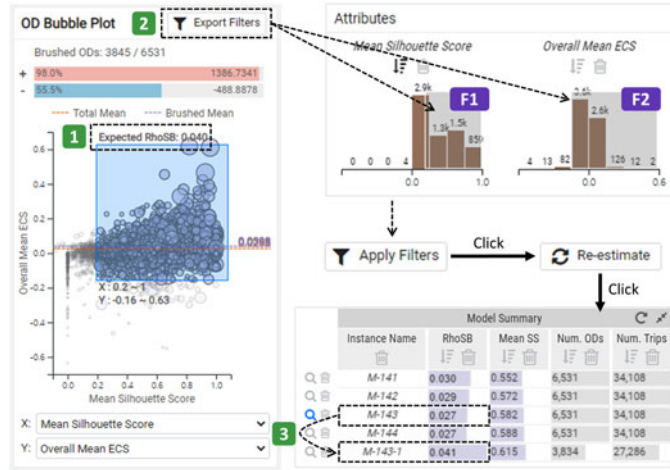 OD Bubble Plot
2
Export Filters
Brushed ODs: 3845 / 6531
+ 98.0% 1386.7341
- 55.5% -488.8878
Total Mean Brushed Mean
1
Expected RhoSB: 0.040
0.6
0.4
0.2
0.0
-0.2
-0.4
-0.6
Overall Mean ECS
X : 0.2 ~ 1
Y : -0.16 ~ 0.63
0.0 0.2 0.4 0.6 0.8 1.0
Mean Silhouette Score
X: Mean Silhouette Score
Y: Overall Mean ECS
Attributes
Mean Silhouette Score
Overall Mean ECS
F1
F2
0 0 0 4 2.9k 1.3k 1.5k 859
0.0 1.0
4 13 82 3.6k 2.6k 126 12 2
0.0 0.6
Apply Filters
Click
Re-estimate
Click
Model Summary
Instance Name RhoSB Mean SS Num. ODs Num. Trips
M-141 0.030 0.552 6,531 34,108
M-142 0.029 0.572 6,531 34,108
M-143 0.027 0.582 6,531 34,108
M-144 0.027 0.588 6,531 34,108
M-143-1 0.041 0.615 3,834 27,286
3